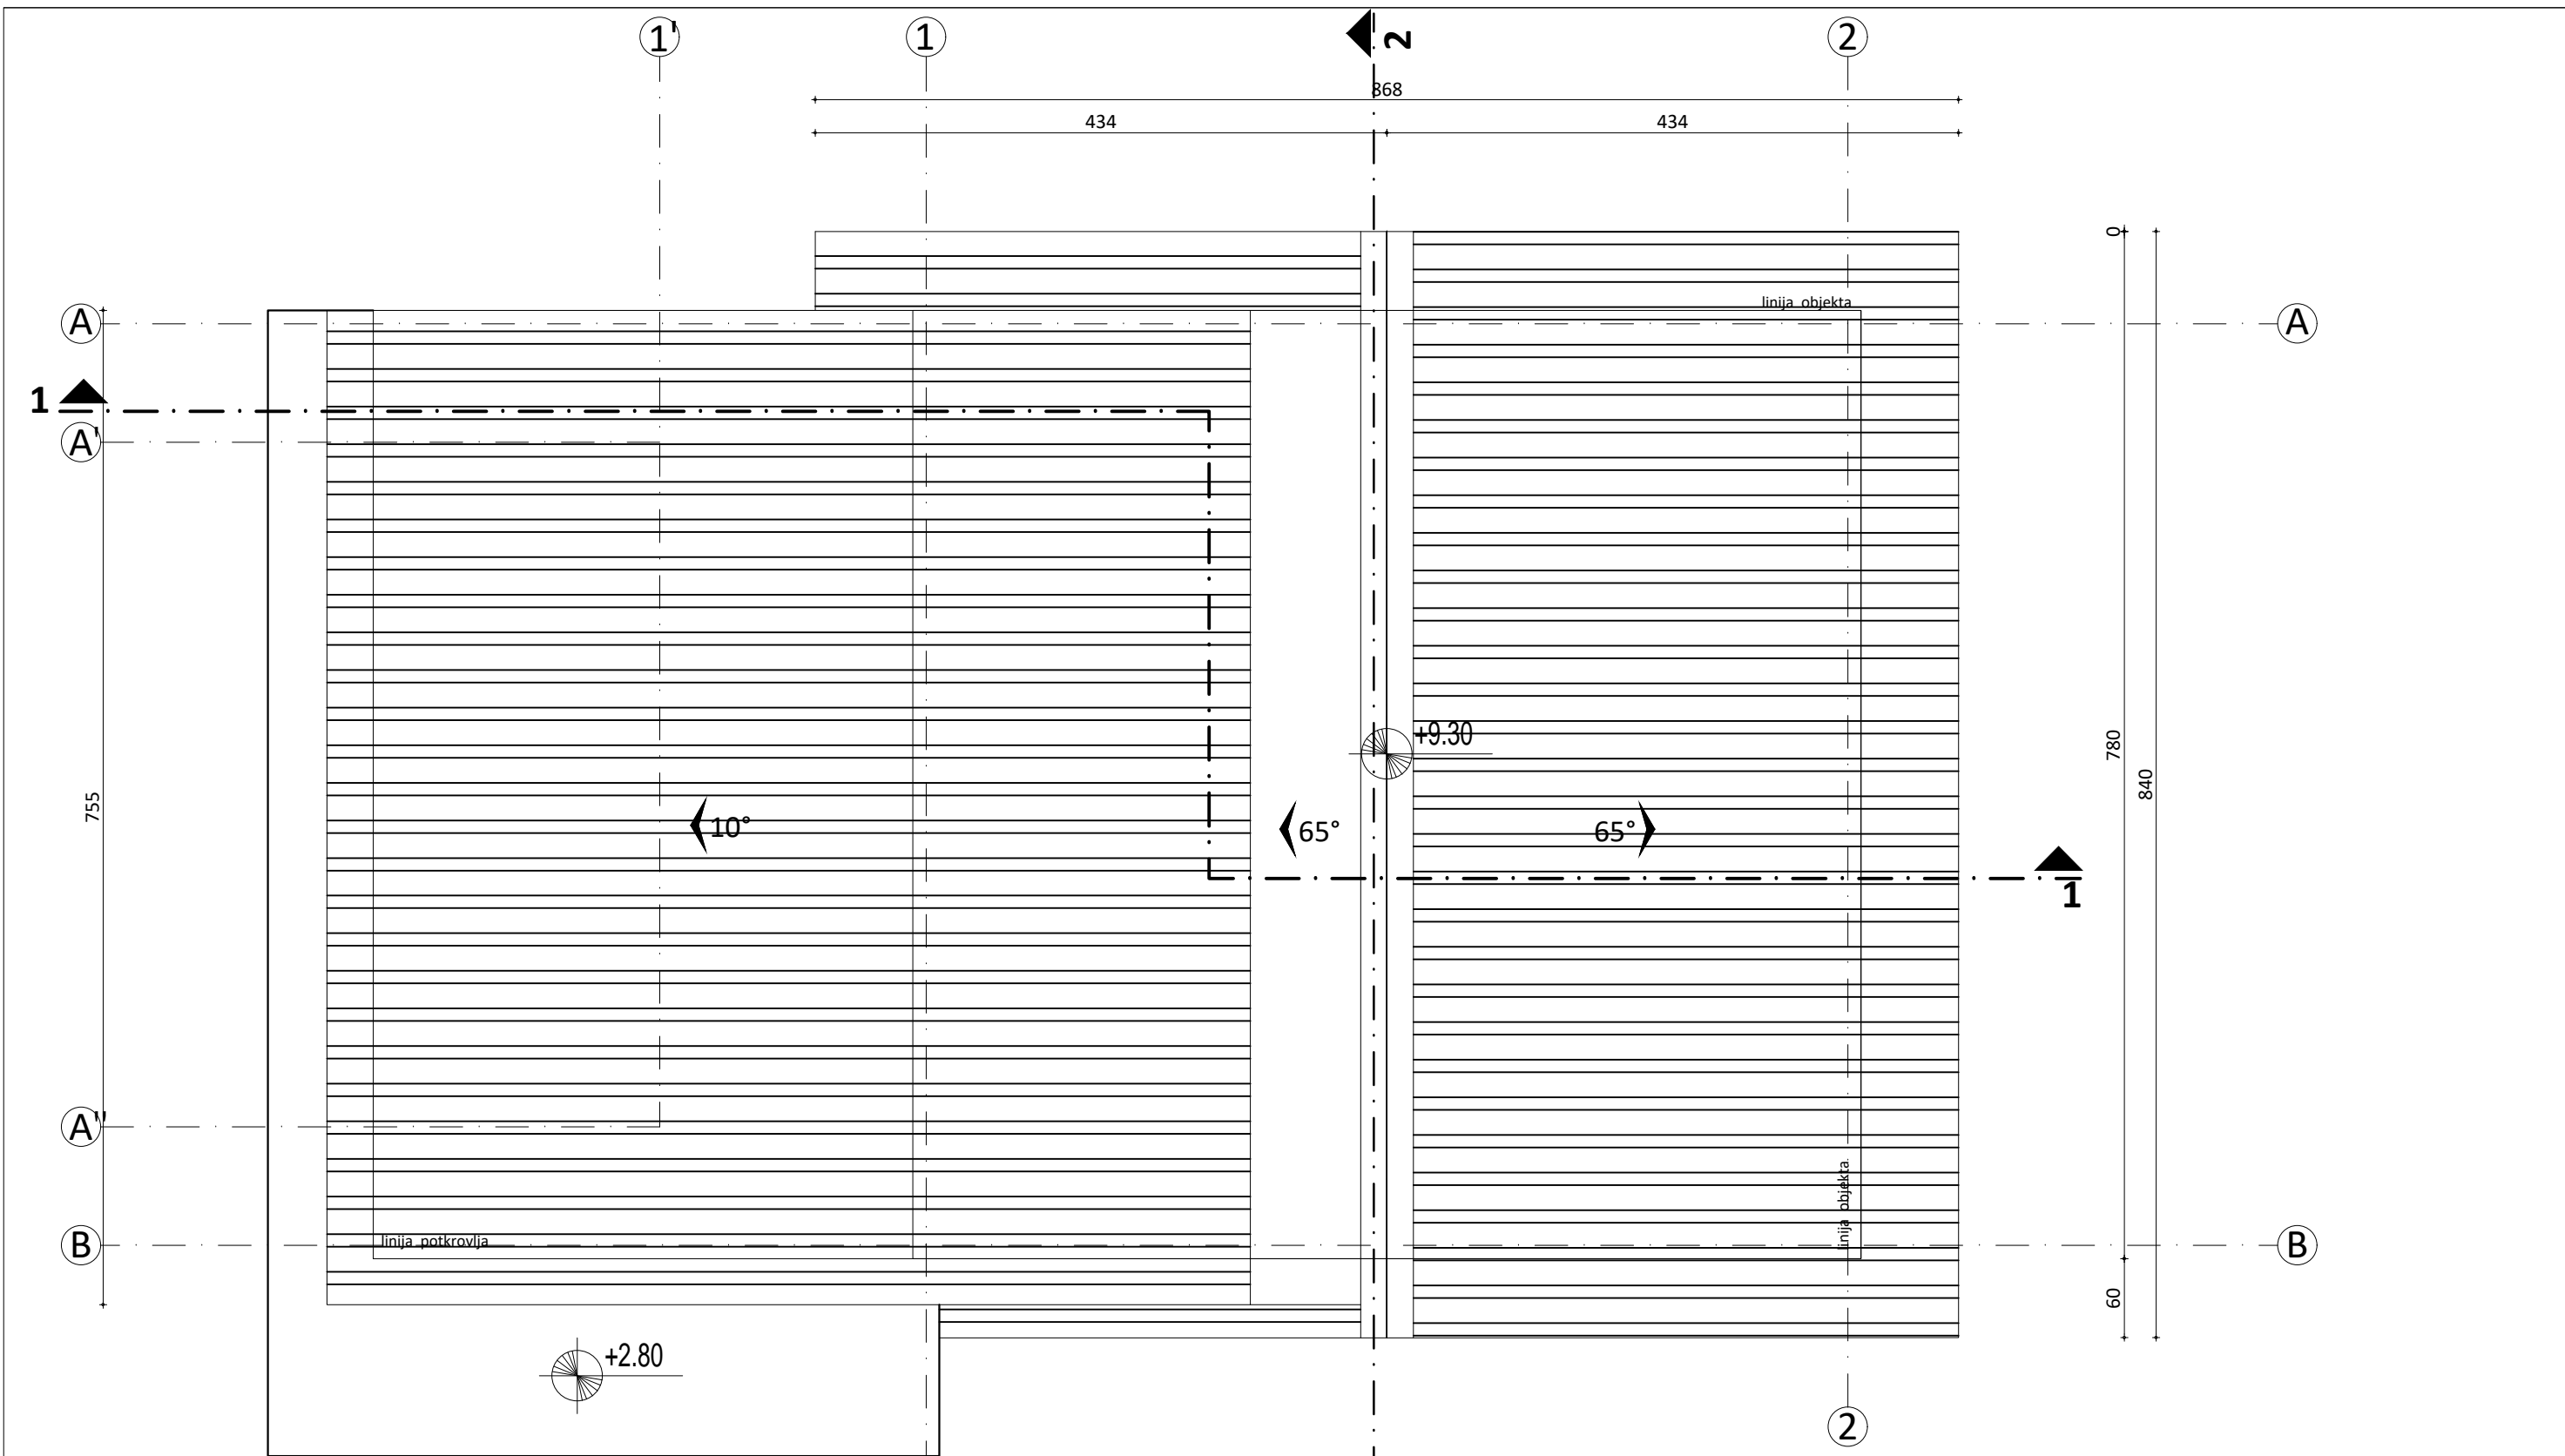 1' 1 2 2
868
434 434
0
linija objekta
A A
1
A'
+9.30
780
840
755
10° 65° 65°
1
A"
linija objekta
linija potkrovlja
B B
60
+2.80
2